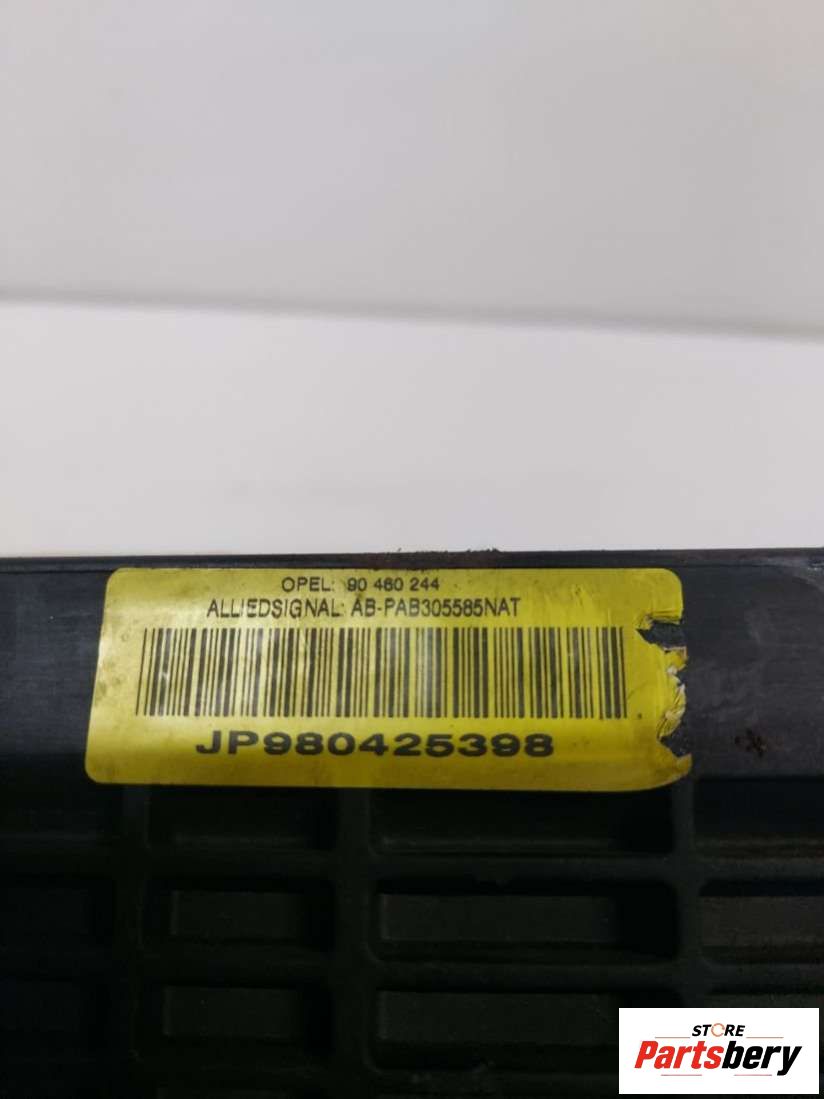 OPEL: 90 460 244
ALLIEDSIGNAL: AB-PAB305585NAT
JP980425398
STORE
Partsbery